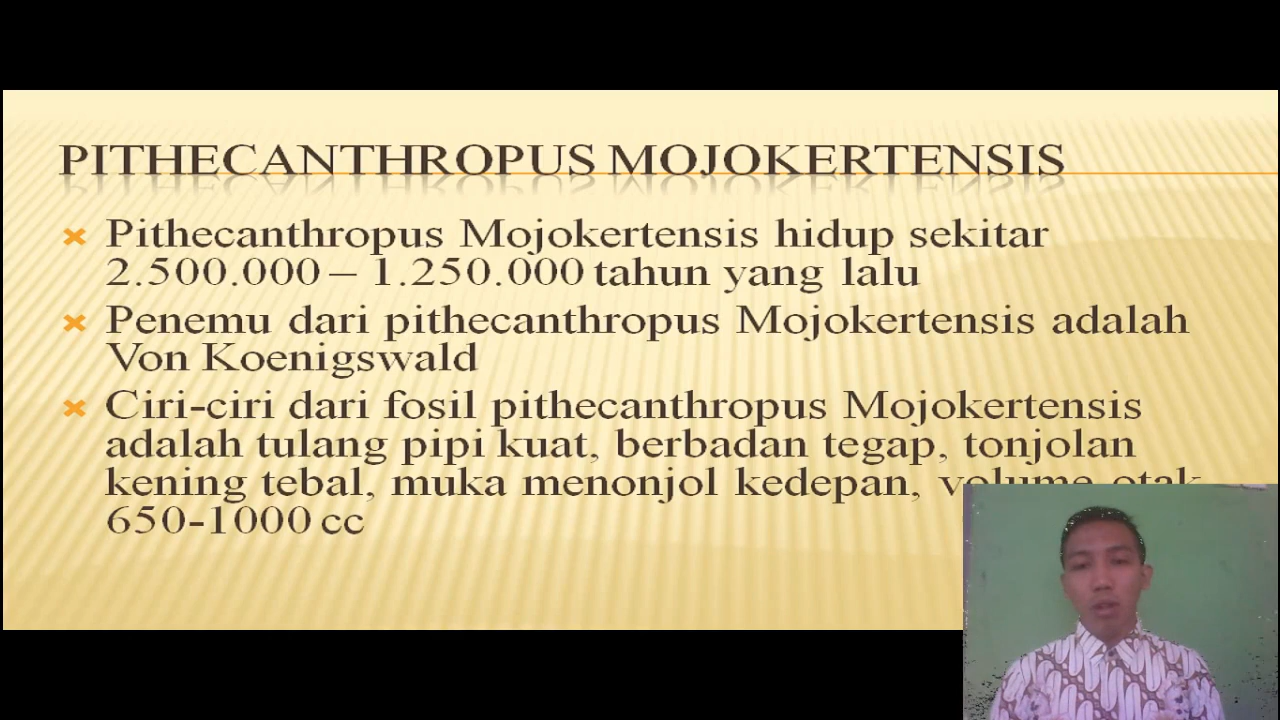 PITHECANTHROPUS MOJOKERTENSIS
Pithecanthropus Mojokertensis hidup sekitar
2.500.000 – 1.250.000 tahun yang lalu
Penemu dari pithecanthropus Mojokertensis adalah
Von Koenigswald
Ciri-ciri dari fosil pithecanthropus Mojokertensis
adalah tulang pipi kuat, berbadan tegap, tonjolan
kening tebal, muka menonjol kedepan, volume otak
650-1000 cc